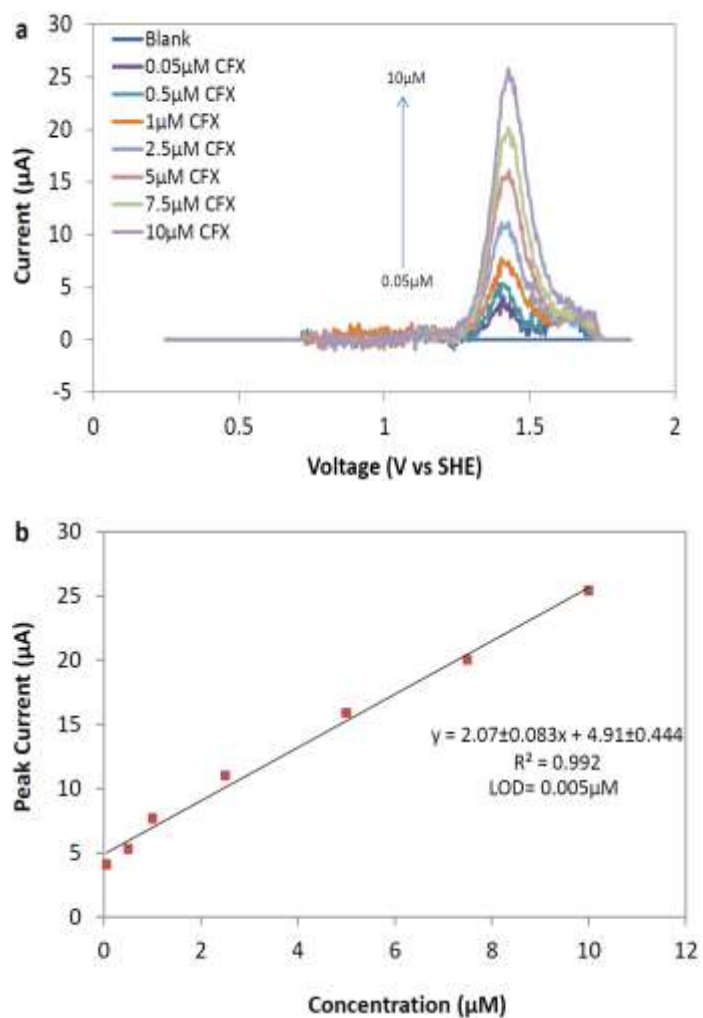 a
30
25
20
15
10
5
0
-5
Current (µA)
Blank
0.05µM CFX
0.5µM CFX
1µM CFX
2.5µM CFX
5µM CFX
7.5µM CFX
10µM CFX
10µM
0.05µM
0
0.5
1
1.5
2
Voltage (V vs SHE)
b
30
25
20
15
10
5
0
Peak Current (µA)
y = 2.07±0.083x + 4.91±0.444
R² = 0.992
LOD= 0.005µM
0
2
4
6
8
10
12
Concentration (µM)